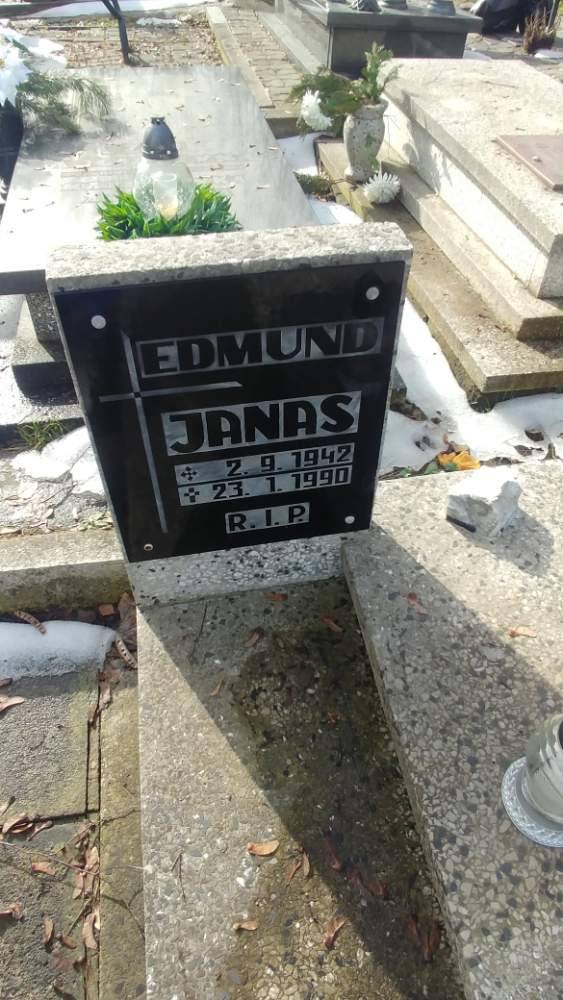 EDMUND
JANAS
2. 9. 1942
✝ 23. 1. 1990
R. I. P.